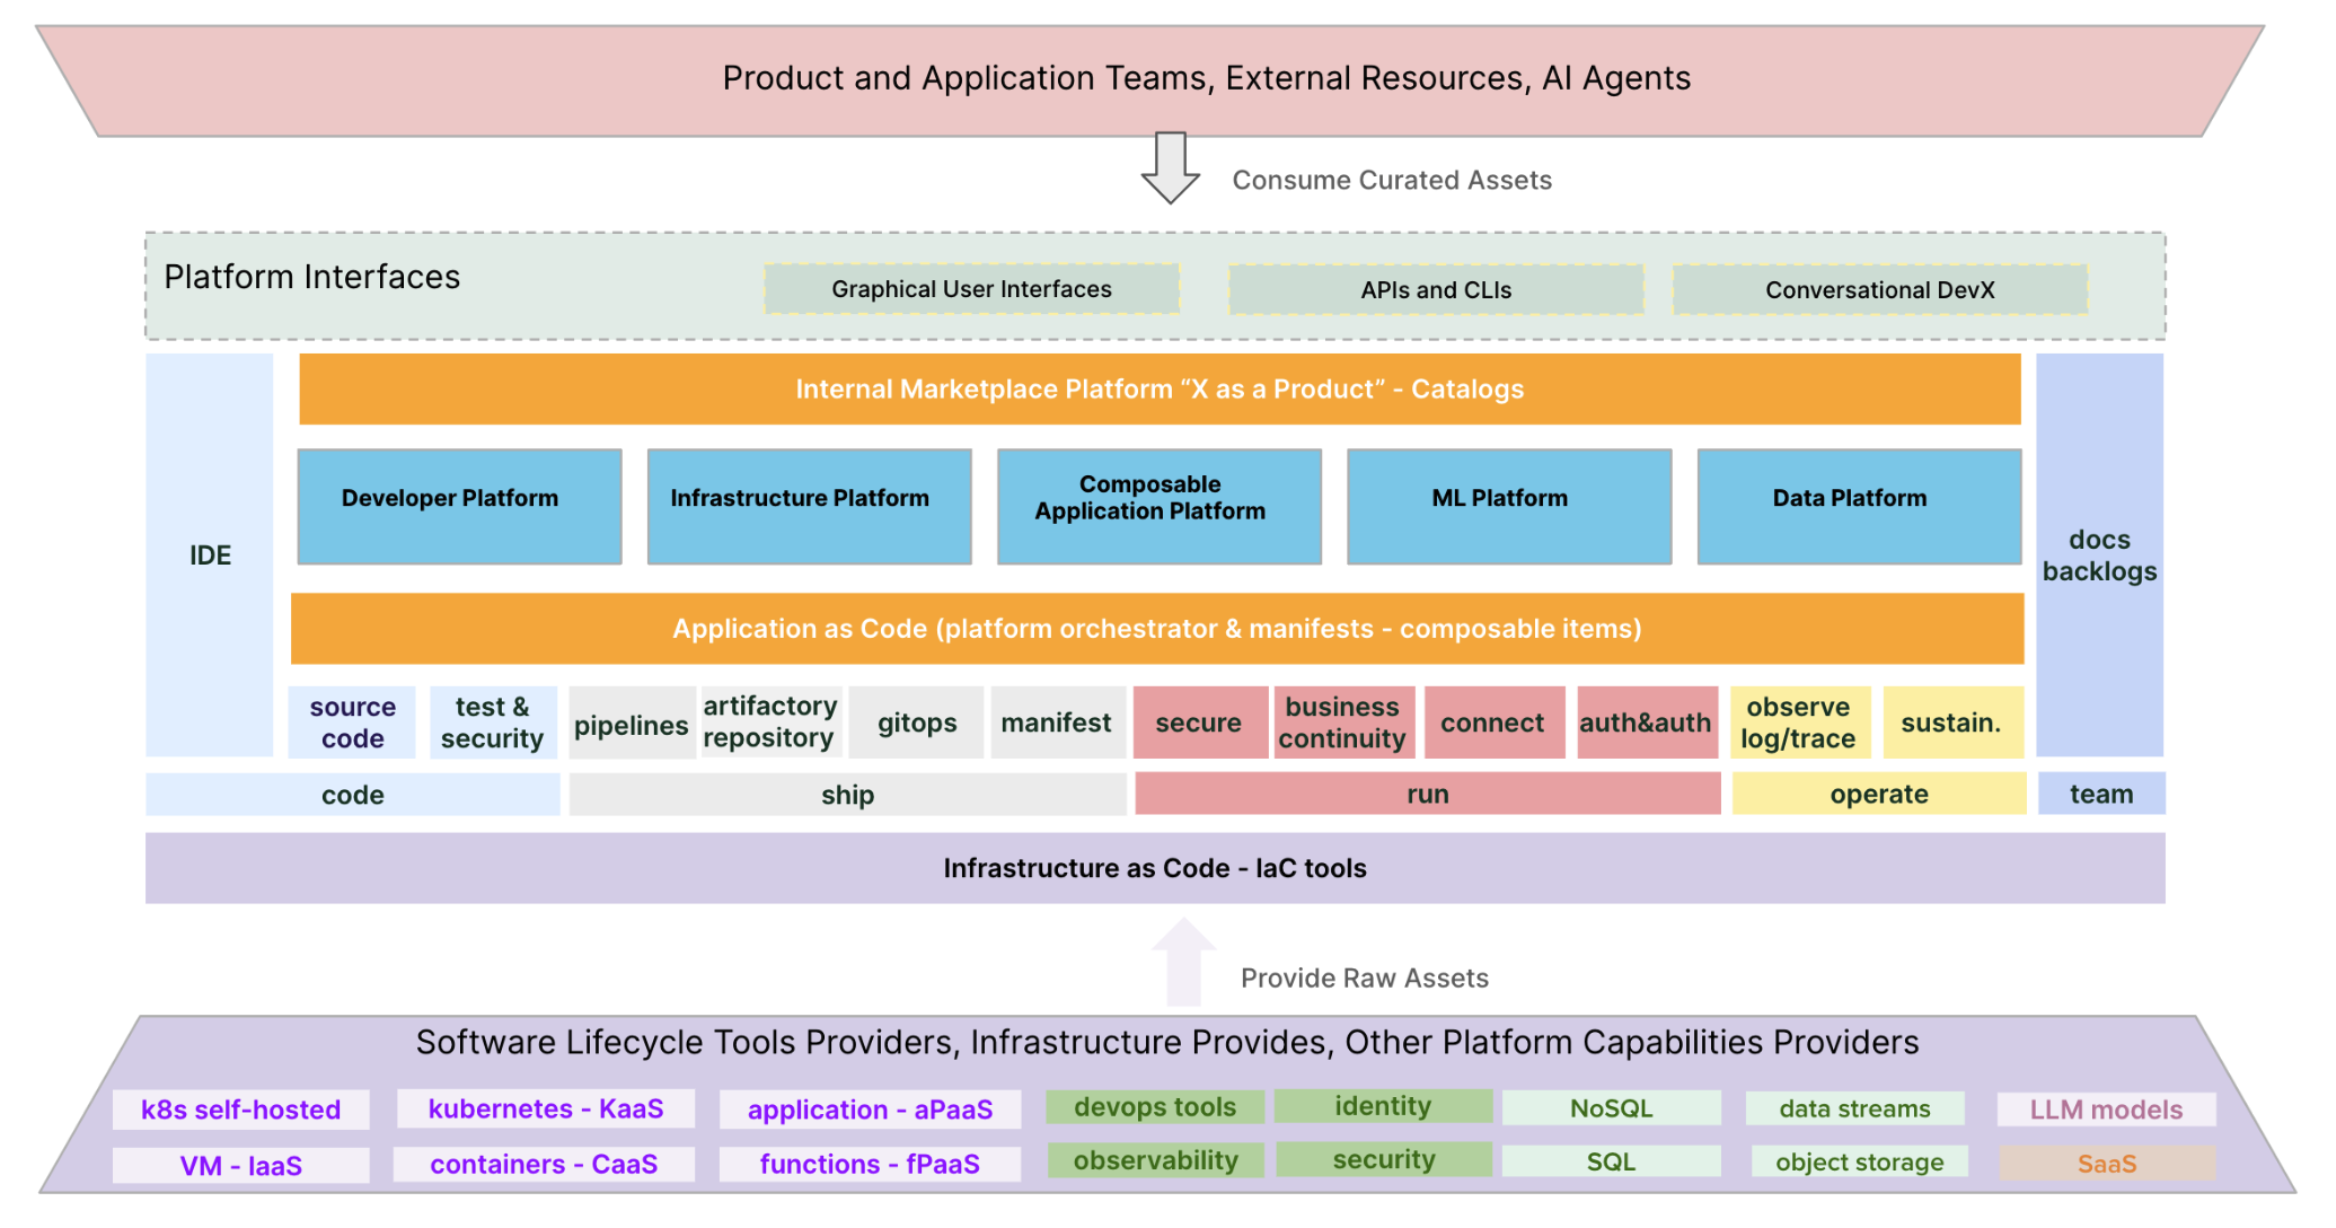 Product and Application Teams, External Resources, AI Agents
Consume Curated Assets
Platform Interfaces
Graphical User Interfaces
APIs and CLIs
Conversational DevX
Internal Marketplace Platform “X as a Product” - Catalogs
IDE
Developer Platform
Infrastructure Platform
Composable
Application Platform
ML Platform
Data Platform
docs
backlogs
Application as Code (platform orchestrator & manifests - composable items)
source
code
test &
security
pipelines
artifactory
repository
gitops
manifest
secure
business
continuity
connect
auth&auth
observe
log/trace
sustain.
code
ship
run
operate
team
Infrastructure as Code - IaC tools
Provide Raw Assets
Software Lifecycle Tools Providers, Infrastructure Provides, Other Platform Capabilities Providers
k8s self-hosted
kubernetes - KaaS
application - aPaaS
devops tools
identity
NoSQL
data streams
LLM models
VM - IaaS
containers - CaaS
functions - fPaaS
observability
security
SQL
object storage
SaaS